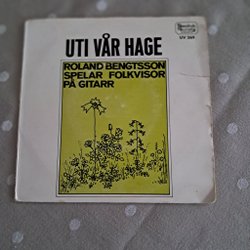 UTI VÅR HAGE
ROLAND BENGTSSON
SPELAR FOLKVISOR
PÅ GITARR